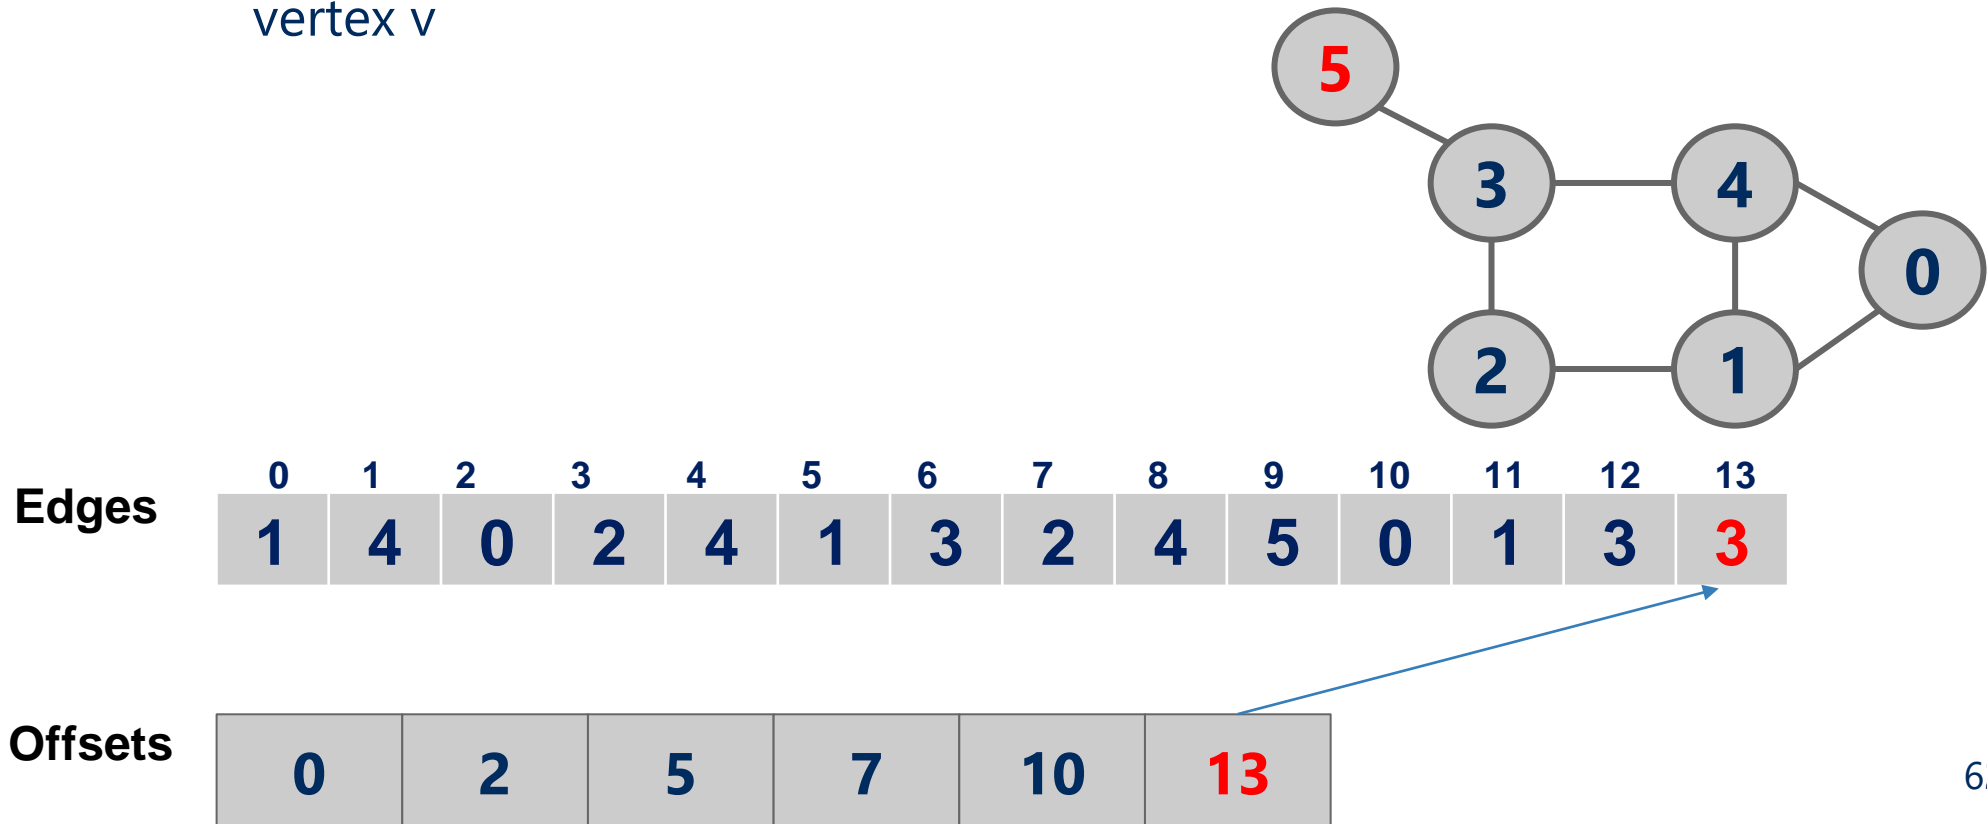 vertex v
5
3 4
0
2 1
0 1 2 3 4 5 6 7 8 9 10 11 12 13
Edges 1 4 0 2 4 1 3 2 4 5 0 1 3 3
Offsets 0 2 5 7 10 13